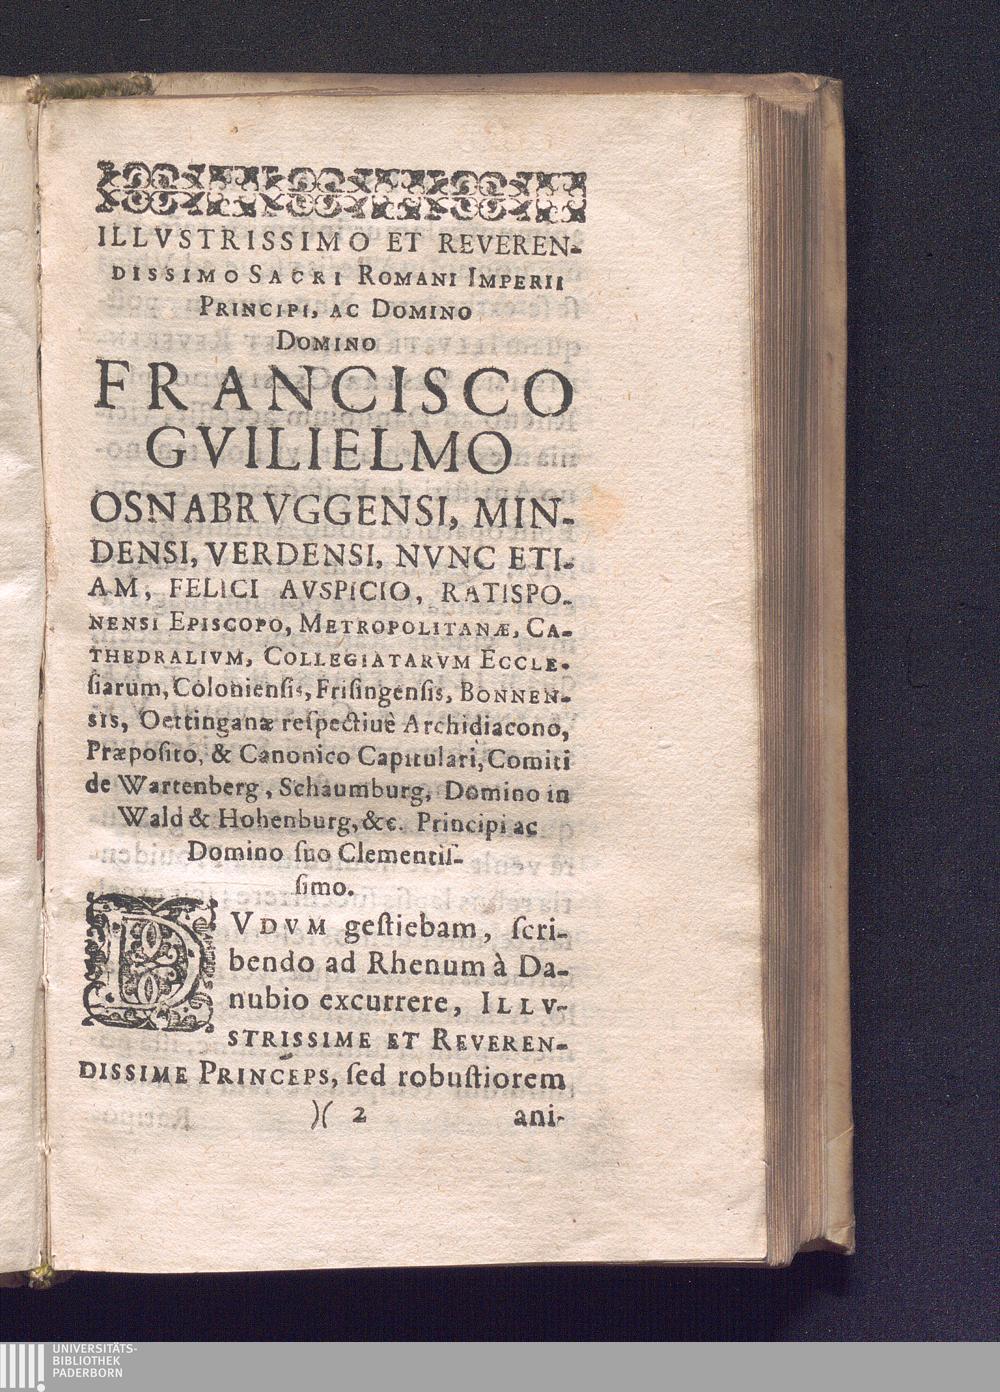 ILLVSTRISSIMO ET REVEREN-
DISSIMO SACRI ROMANI IMPERII
PRINCIPI, AC DOMINO
DOMINO
FRANCISCO
GVILIELMO
OSNABRVGGENSI, MIN-
DENSI, VERDENSI, NVNC ETI-
AM, FELICI AVSPICIO, RATISPO-
NENSI EPISCOPO, METROPOLITANÆ, CA-
THEDRALIVM, COLLEGIATARVM ECCLE-
ſiarum, Colonienſis, Friſingenſis, BONNEN-
SIS, Oettinganæ reſpectiuè Archidiacono,
Præpoſito, & Canonico Capitulari, Comiti
de Wartenberg, Schaumburg, Domino in
Wald & Hohenburg, &c. Principi ac
Domino ſuo Clementiſ-
ſimo.
DVDVM geſtiebam, ſcri-
bendo ad Rhenum à Da-
nubio excurrere, ILLV-
STRISSIME ET REVEREN-
DISSIME PRINCEPS, ſed robuſtiorem
)( 2 ani-
UNIVERSITÄTS-
BIBLIOTHEK
PADERBORN